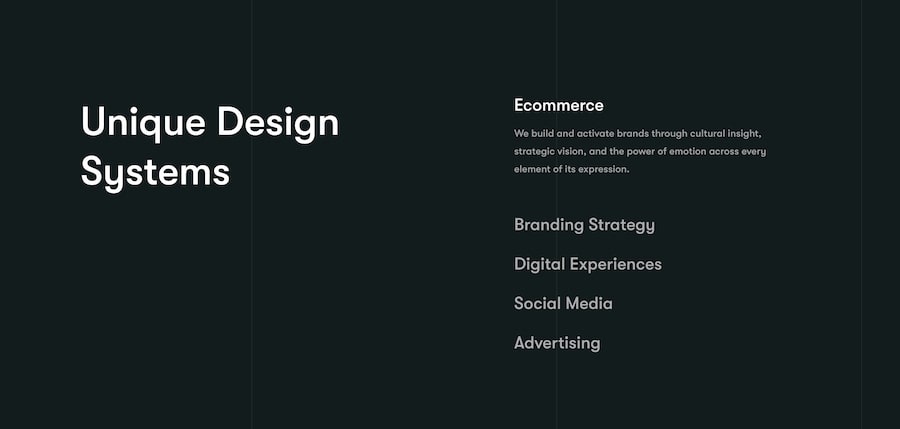 Unique Design
Systems
Ecommerce
We build and activate brands through cultural insight,
strategic vision, and the power of emotion across every
element of its expression.
Branding Strategy
Digital Experiences
Social Media
Advertising